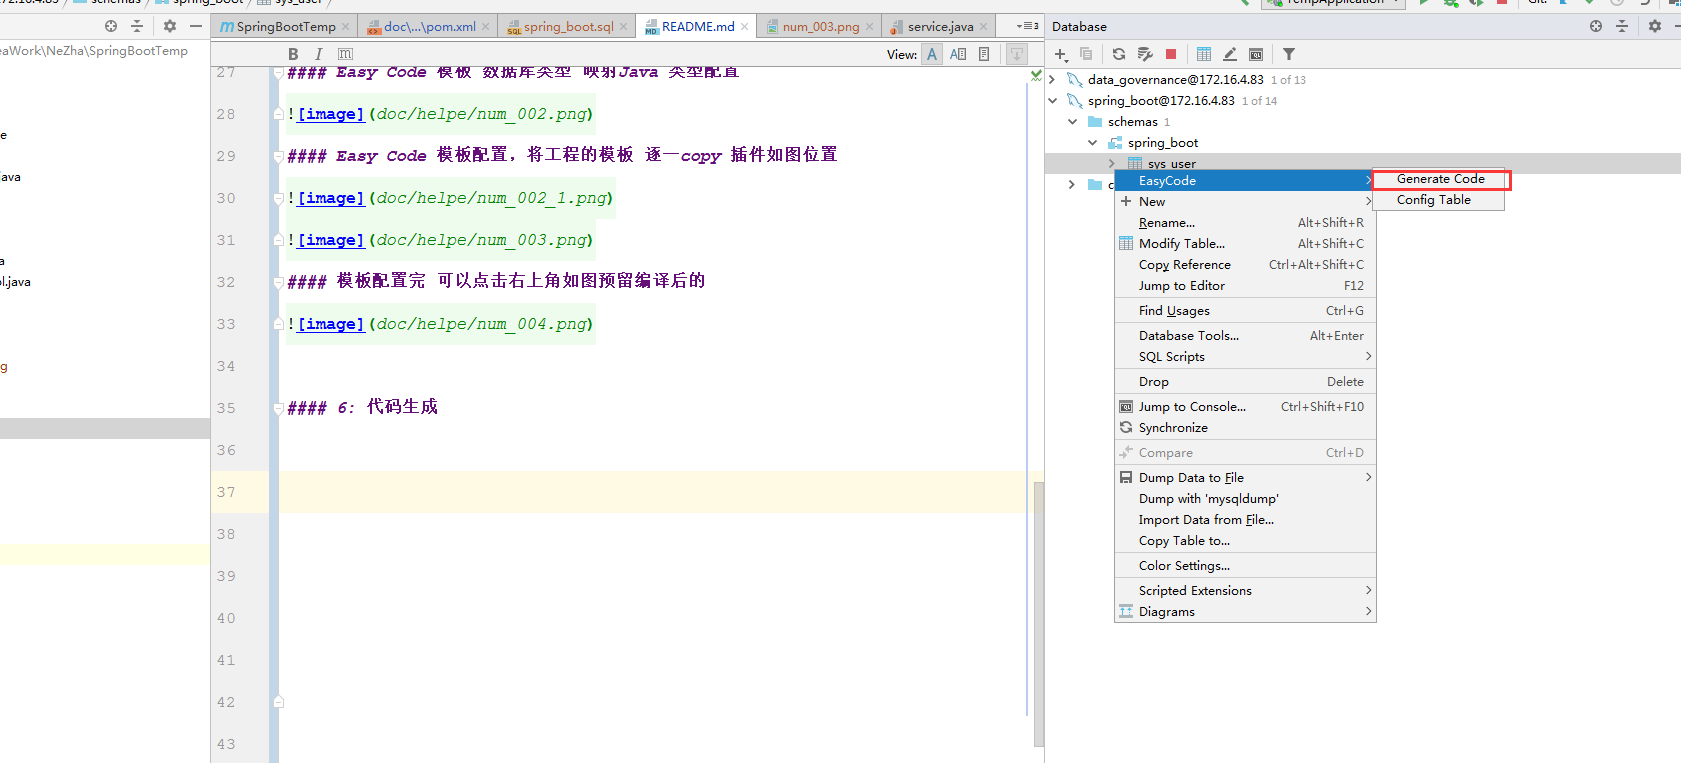 schemas
spring_boot
sys_user
TempApplication
Git:
eaWork\NeZha\SpringBootTemp
e
java
a
ol.java
g
SpringBootTemp
doc\...\pom.xml
spring_boot.sql
README.md
num_003.png
service.java
3
B I m
View:
27 #### Easy Code 模板 数据库类型 映射Java 类型配置
28 ![image](doc/helpe/num_002.png)
29 #### Easy Code 模板配置，将工程的模板 逐一copy 插件如图位置
30 ![image](doc/helpe/num_002_1.png)
31 ![image](doc/helpe/num_003.png)
32 #### 模板配置完 可以点击右上角如图预留编译后的
33 ![image](doc/helpe/num_004.png)
34
35 #### 6: 代码生成
36
37
38
39
40
41
42
43
Database
data_governance@172.16.4.83 1 of 13
spring_boot@172.16.4.83 1 of 14
schemas 1
spring_boot
sys_user
c
EasyCode
New
Rename... Alt+Shift+R
Modify Table... Alt+Shift+C
Copy Reference Ctrl+Alt+Shift+C
Jump to Editor F12
Find Usages Ctrl+G
Database Tools... Alt+Enter
SQL Scripts
Drop Delete
Jump to Console... Ctrl+Shift+F10
Synchronize
Compare Ctrl+D
Dump Data to File
Dump with 'mysqldump'
Import Data from File...
Copy Table to...
Color Settings...
Scripted Extensions
Diagrams
Generate Code
Config Table